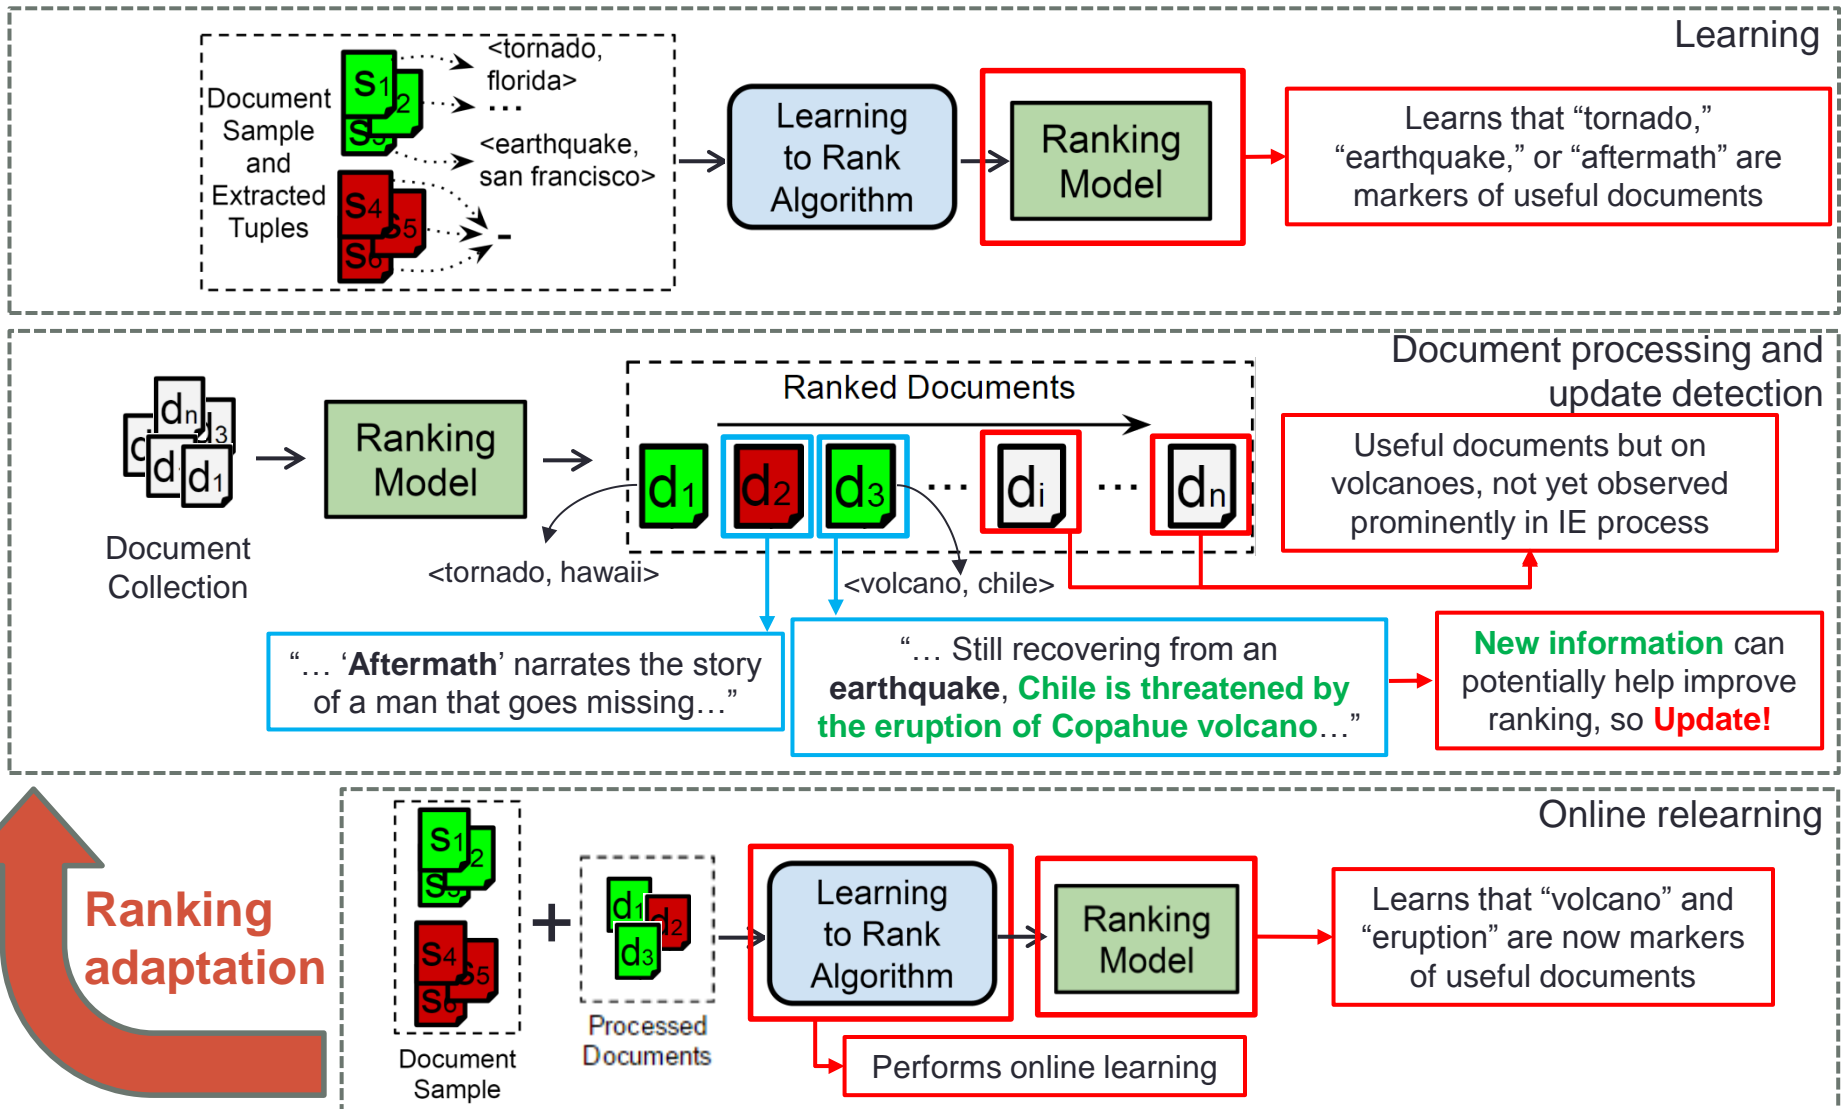 Learning
Document
Sample
and
Extracted
Tuples
S1
2
S3
S4
S5
S6
<tornado,
florida>
...
<earthquake,
san francisco>
-
Learning
to Rank
Algorithm
Ranking
Model
Learns that “tornado,”
“earthquake,” or “aftermath” are
markers of useful documents
Document processing and
update detection
dn
d3
d1
Document
Collection
Ranking
Model
Ranked Documents
d1
d2
d3
...
di
...
dn
<tornado, hawaii>
<volcano, chile>
Useful documents but on
volcanoes, not yet observed
prominently in IE process
“… ‘Aftermath’ narrates the story
of a man that goes missing…”
“… Still recovering from an
earthquake, Chile is threatened by
the eruption of Copahue volcano…”
New information can
potentially help improve
ranking, so Update!
Ranking
adaptation
Online relearning
S1
2
S3
S4
S5
S6
Document
Sample
+
d1
d2
d3
Processed
Documents
Learning
to Rank
Algorithm
Ranking
Model
Learns that “volcano” and
“eruption” are now markers
of useful documents
Performs online learning